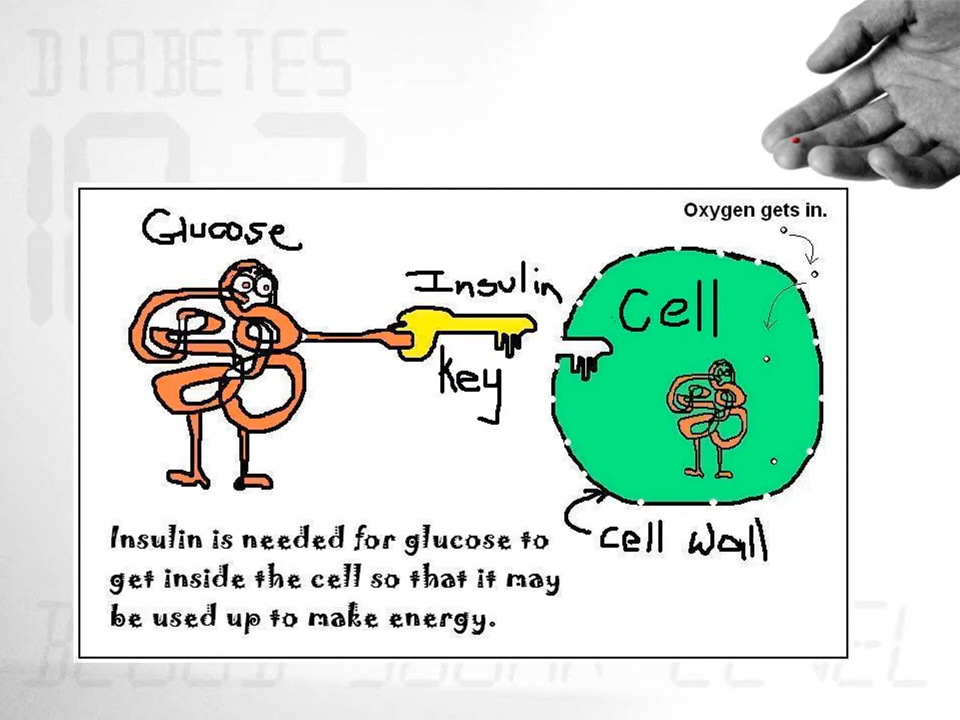 DIABETES
Oxygen gets in.
Glucose
Insulin
Cell
Key
cell wall
Insulin is needed for glucose to
get inside the cell so that it may
be used up to make energy.